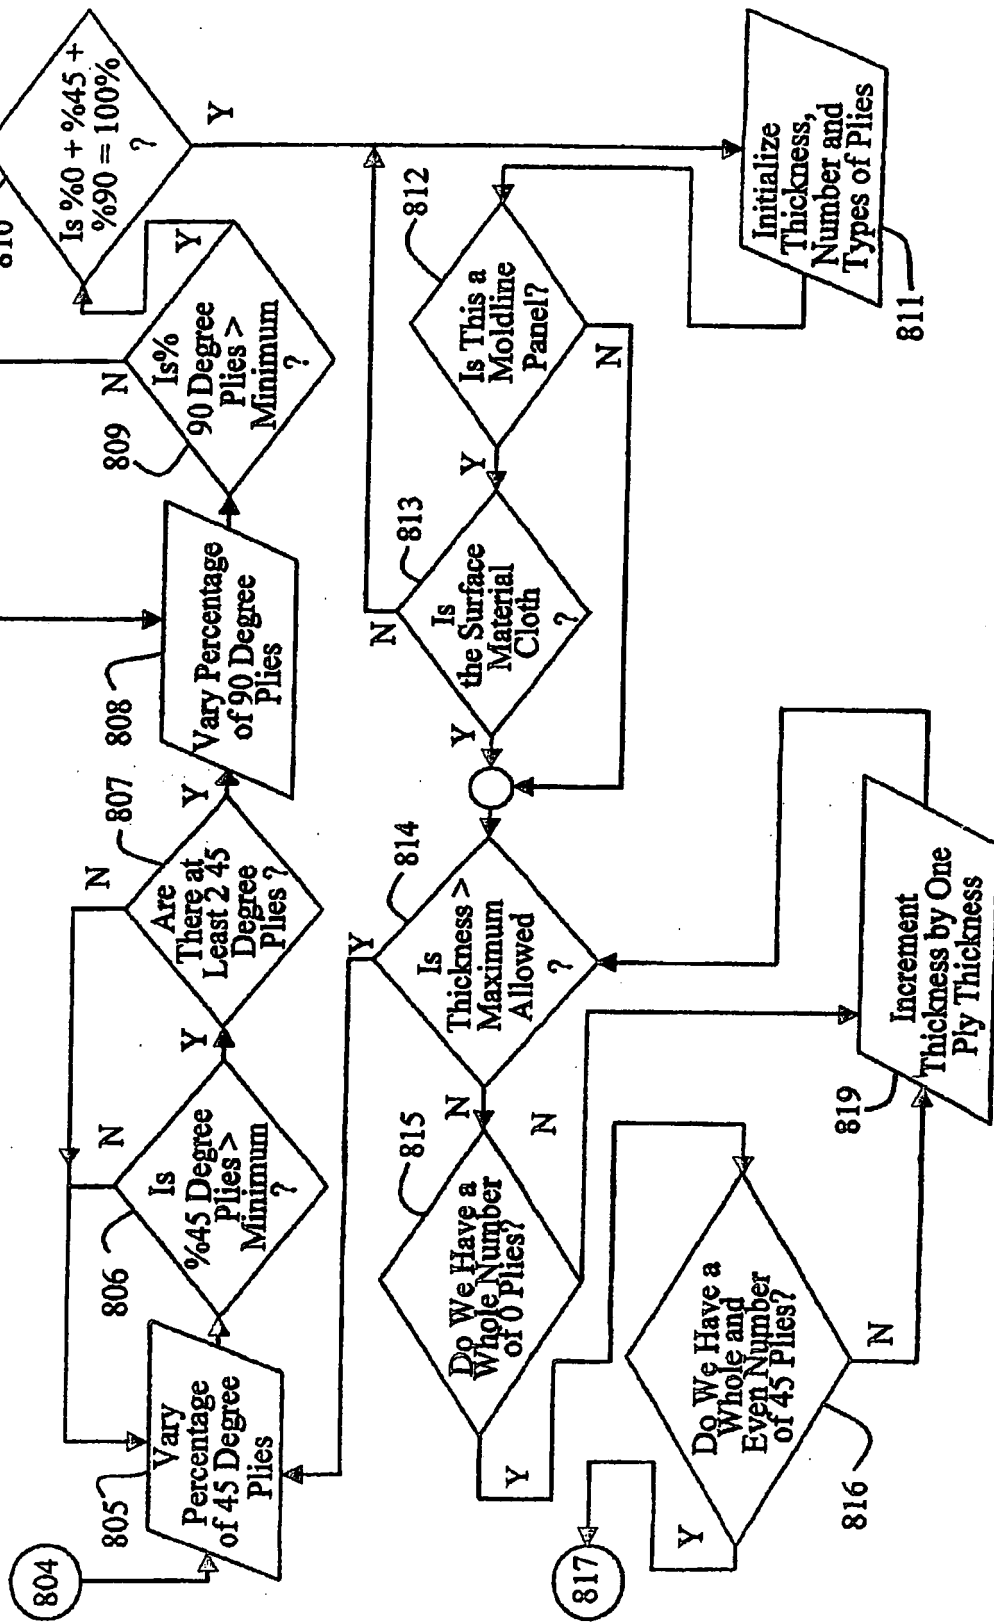 804
805
Vary
Percentage
of 45 Degree
Plies
806
Is
%45 Degree
Plies >
Minimum
?
N
Y
807
Are
There at
Least 2 45
Degree
Plies ?
N
Y
808
Vary Percentage
of 90 Degree
Plies
809
Is%
90 Degree
Plies >
Minimum
?
N
Y
810
Is %0 + %45 +
%90 = 100%
?
Y
811
Initialize
Thickness,
Number and
Types of Plies
812
Is This a
Moldline
Panel?
Y
N
813
Is
the Surface
Material
Cloth
?
N
Y
814
Is
Thickness >
Maximum
Allowed
?
Y
N
815
Do We Have a
Whole Number
of 0 Plies?
N
Y
816
Do We Have a
Whole and
Even Number
of 45 Plies?
Y
N
817
819
Increment
Thickness by One
Ply Thickness